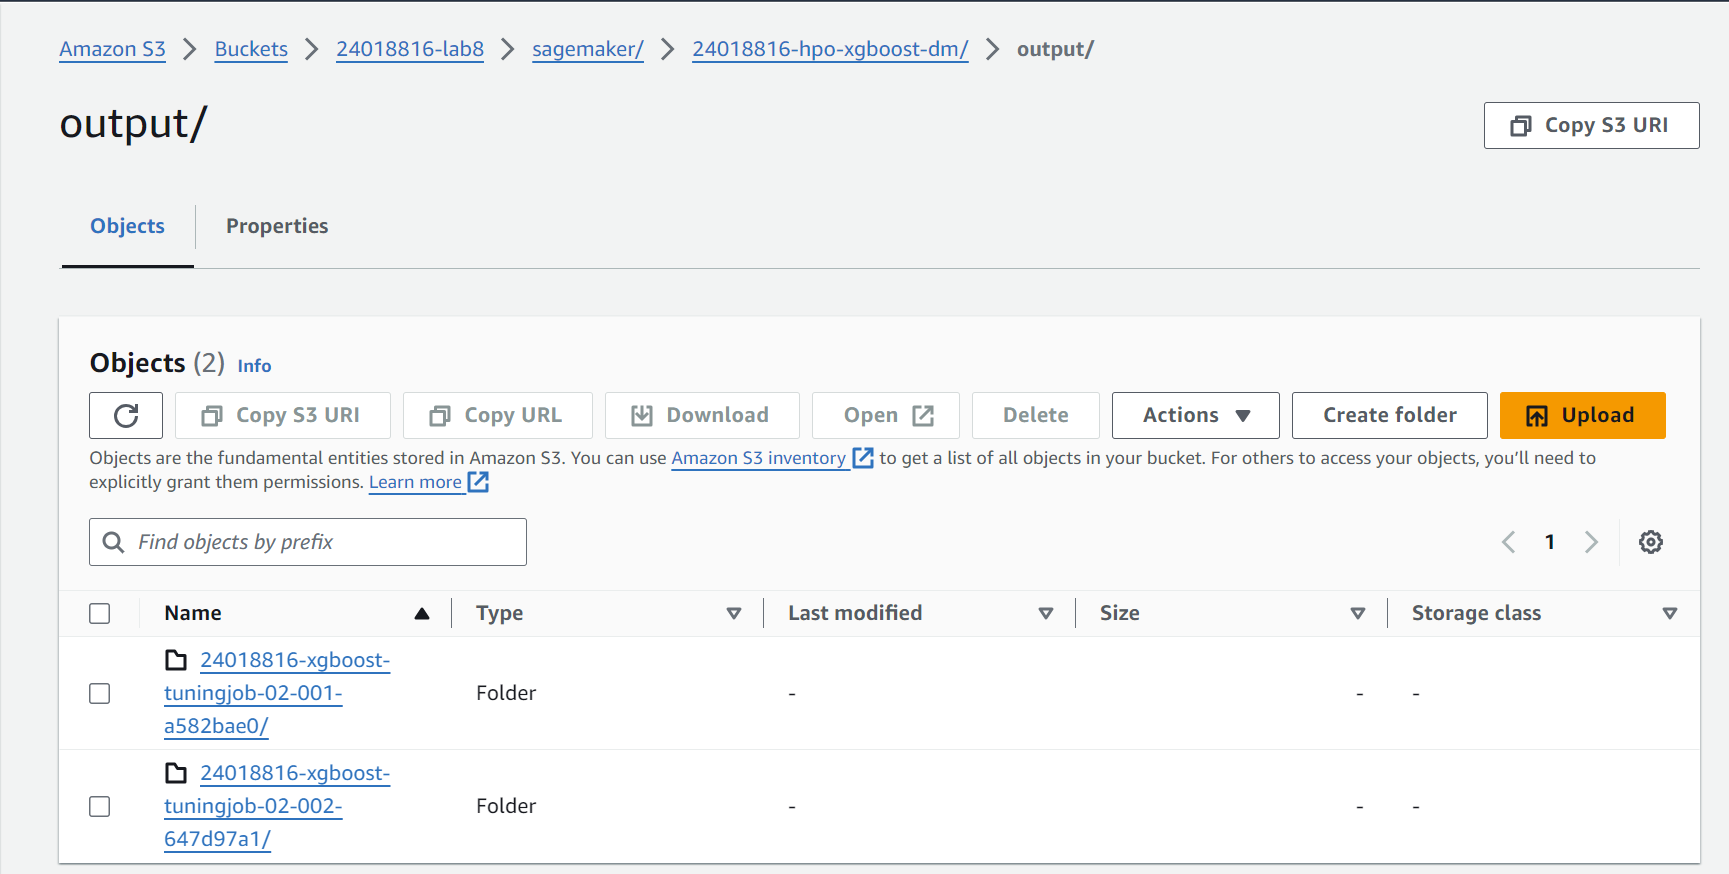 Amazon S3 > Buckets > 24018816-lab8 > sagemaker/ > 24018816-hpo-xgboost-dm/ > output/
output/
Copy S3 URI
Objects Properties
Objects (2) Info
Copy S3 URI Copy URL Download Open Delete Actions Create folder Upload
Objects are the fundamental entities stored in Amazon S3. You can use Amazon S3 inventory to get a list of all objects in your bucket. For others to access your objects, you’ll need to
explicitly grant them permissions. Learn more
Find objects by prefix
1
Name Type Last modified Size Storage class
24018816-xgboost-
tuningjob-02-001-
a582bae0/
Folder - - -
24018816-xgboost-
tuningjob-02-002-
647d97a1/
Folder - - -